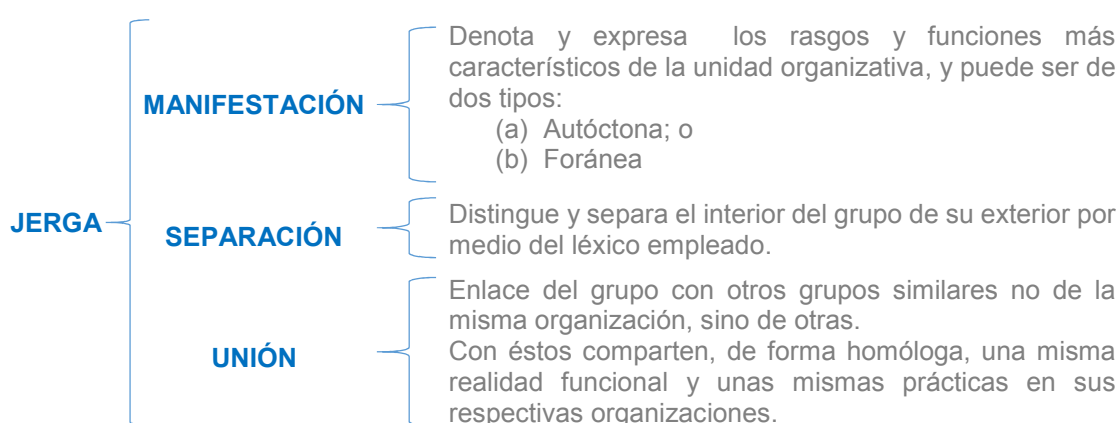 Denota y expresa los rasgos y funciones más
característicos de la unidad organizativa, y puede ser de
dos tipos:
(a) Autóctona; o
(b) Foránea
MANIFESTACIÓN
JERGA
SEPARACIÓN
Distingue y separa el interior del grupo de su exterior por
medio del léxico empleado.
UNIÓN
Enlace del grupo con otros grupos similares no de la
misma organización, sino de otras.
Con éstos comparten, de forma homóloga, una misma
realidad funcional y unas mismas prácticas en sus
respectivas organizaciones.